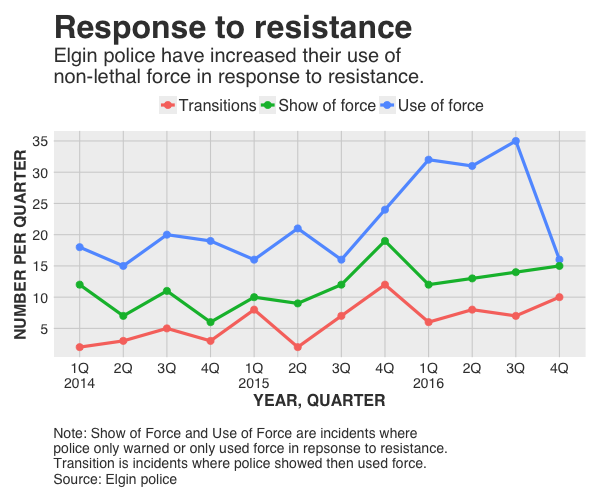 Response to resistance
Elgin police have increased their use of
non-lethal force in response to resistance.
Transitions Show of force Use of force
NUMBER PER QUARTER
35
30
25
20
15
10
5
1Q 2Q 3Q 4Q 1Q 2Q 3Q 4Q 1Q 2Q 3Q 4Q
2014 2015 2016
YEAR, QUARTER
Note: Show of Force and Use of Force are incidents where
police only warned or only used force in repsonse to resistance.
Transition is incidents where police showed then used force.
Source: Elgin police